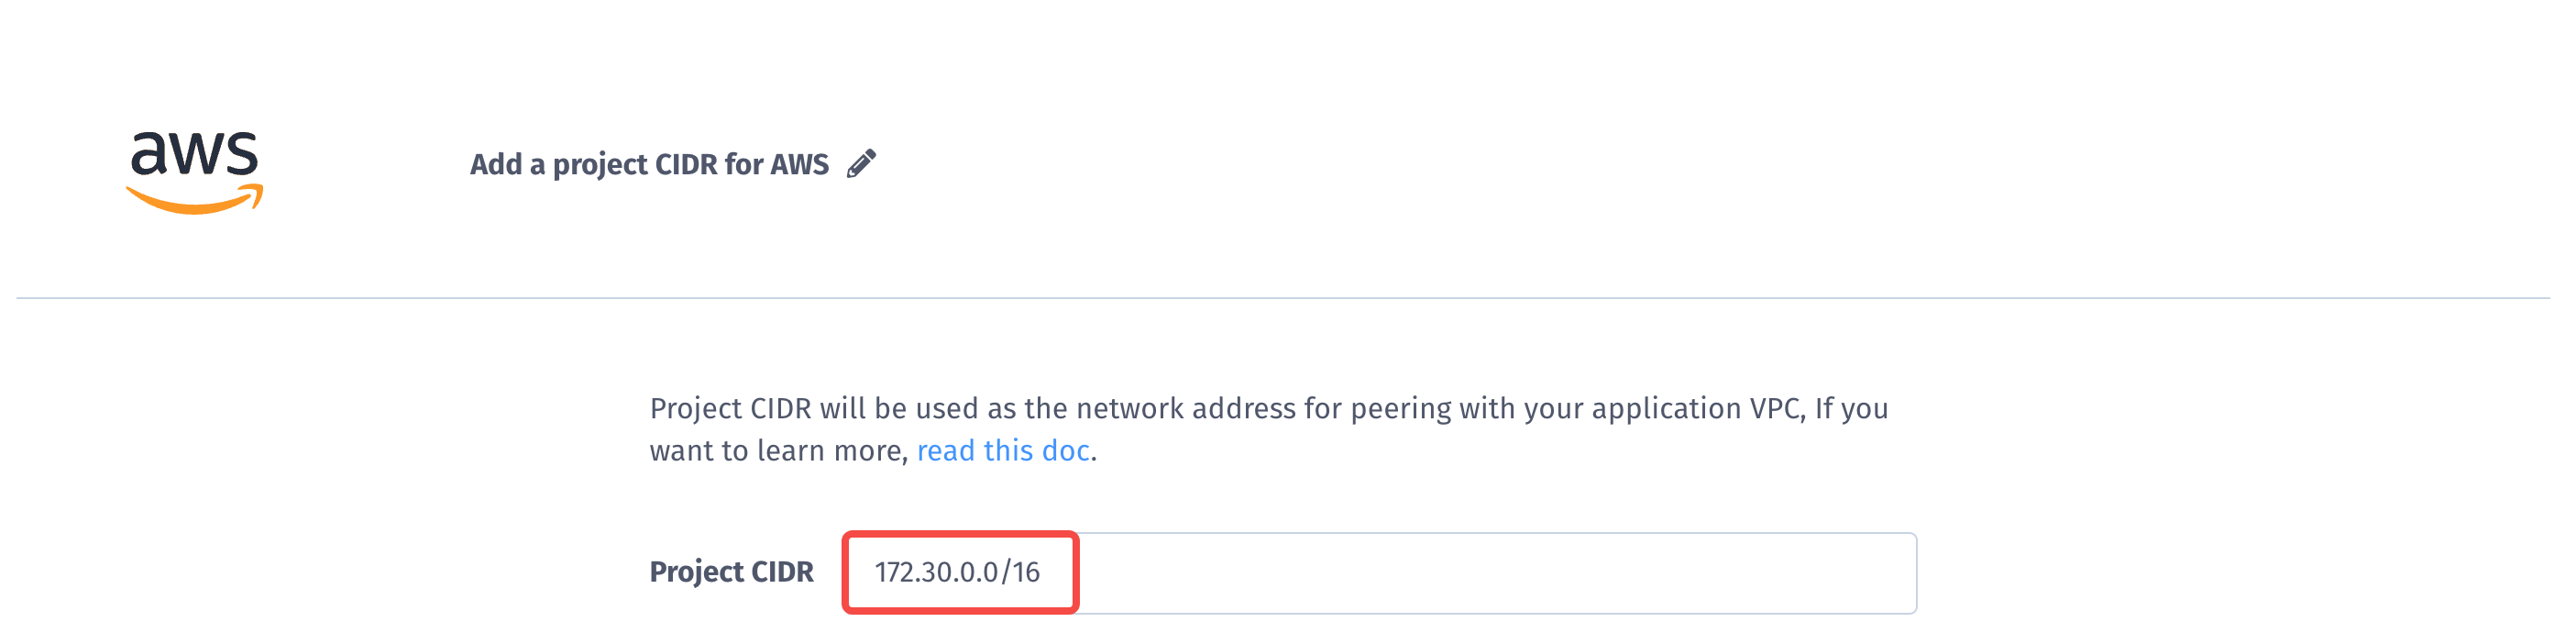 aws
Add a project CIDR for AWS
Project CIDR will be used as the network address for peering with your application VPC, If you
want to learn more, read this doc.
Project CIDR 172.30.0.0/16